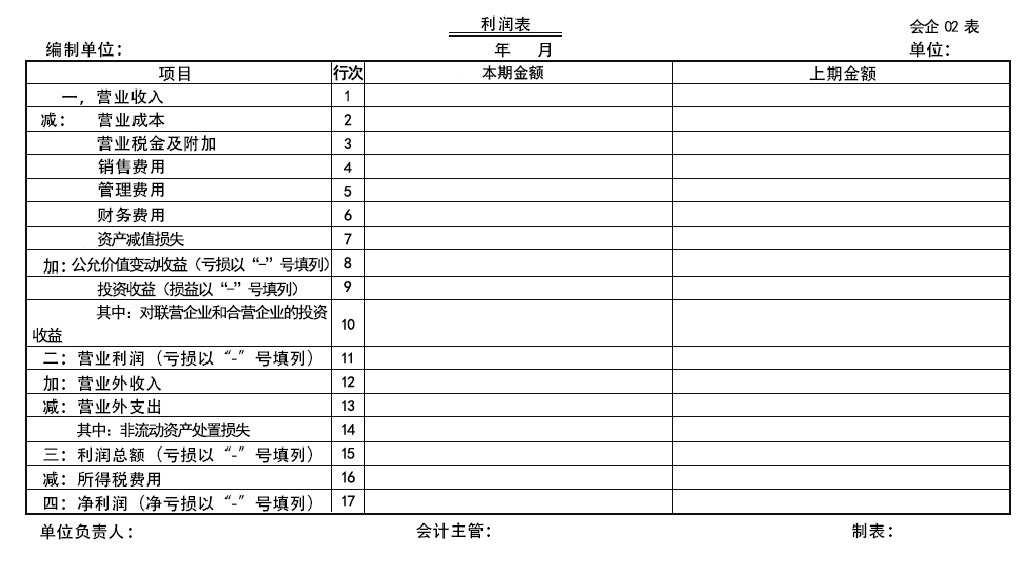 利润表
会企 02 表
编制单位： 年 月 单位：
项目 行次 本期金额 上期金额
一，营业收入 1
减： 营业成本 2
营业税金及附加 3
销售费用 4
管理费用 5
财务费用 6
资产减值损失 7
加：公允价值变动收益（亏损以“-”号填列） 8
投资收益（损益以“-”号填列） 9
其中：对联营企业和合营企业的投资
收益 10
二：营业利润（亏损以“-”号填列） 11
加：营业外收入 12
减：营业外支出 13
其中：非流动资产处置损失 14
三：利润总额（亏损以“-”号填列） 15
减：所得税费用 16
四：净利润（净亏损以“-”号填列） 17
单位负责人： 会计主管： 制表：